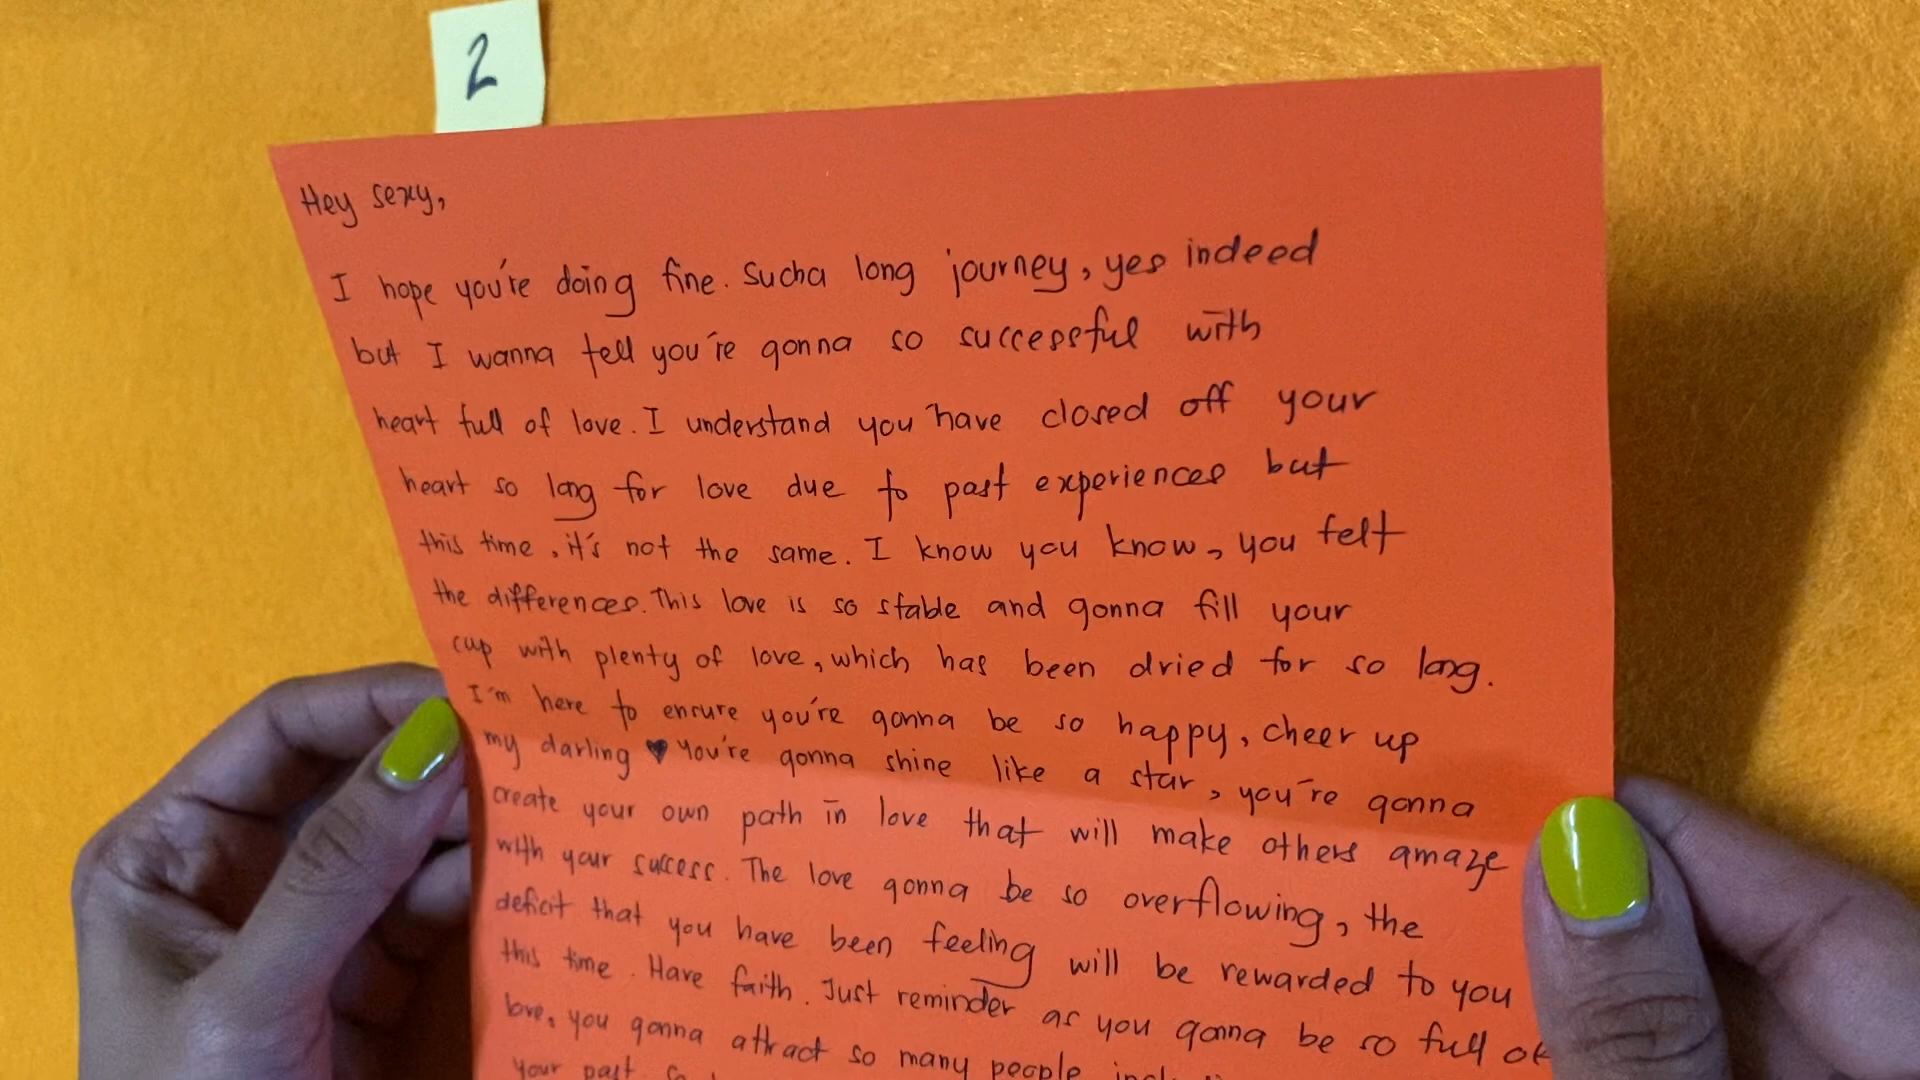 2
Hey sexy,
I hope you're doing fine. Sucha long journey, yes indeed
but I wanna tell you're gonna so successful with
heart full of love. I understand you have closed off your
heart so long for love due to past experiences but
this time, it's not the same. I know you know, you felt
the differences. This love is so stable and gonna fill your
cup with plenty of love, which has been dried for so long.
I'm here to ensure you're gonna be so happy, cheer up
my darling ♥ You're gonna shine like a star, you're gonna
create your own path in love that will make others amaze
with your success. The love gonna be so overflowing, the
deficit that you have been feeling will be rewarded to you
this time. Have faith. Just reminder as you gonna be so full of
love, you gonna attract so many people
your past.